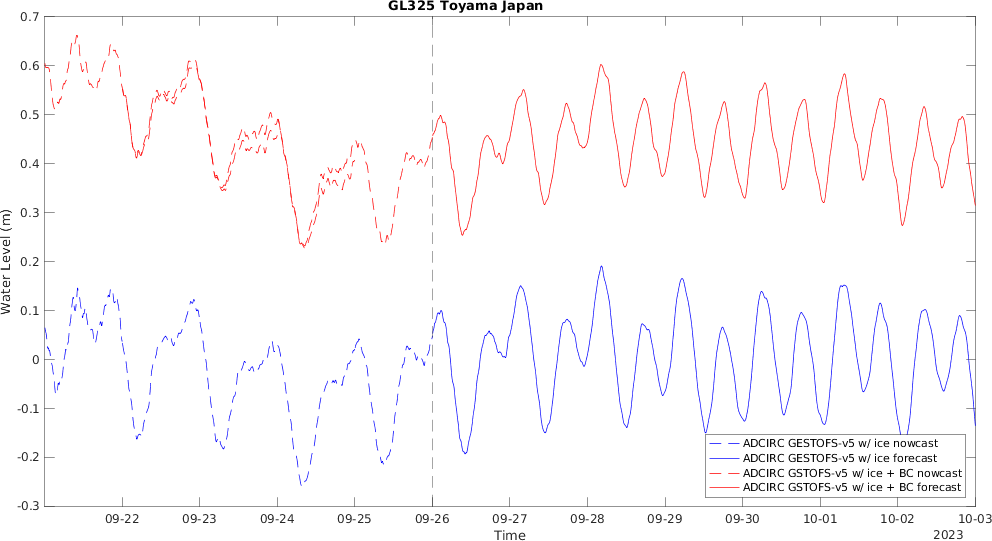 GL325 Toyama Japan
Water Level (m)
0.7
0.6
0.5
0.4
0.3
0.2
0.1
0
-0.1
-0.2
-0.3
ADCIRC GESTOFS-v5 w/ ice nowcast
ADCIRC GESTOFS-v5 w/ ice forecast
ADCIRC GSTOFS-v5 w/ ice + BC nowcast
ADCIRC GSTOFS-v5 w/ ice + BC forecast
09-22 09-23 09-24 09-25 09-26 09-27 09-28 09-29 09-30 10-01 10-02 10-03
Time
2023